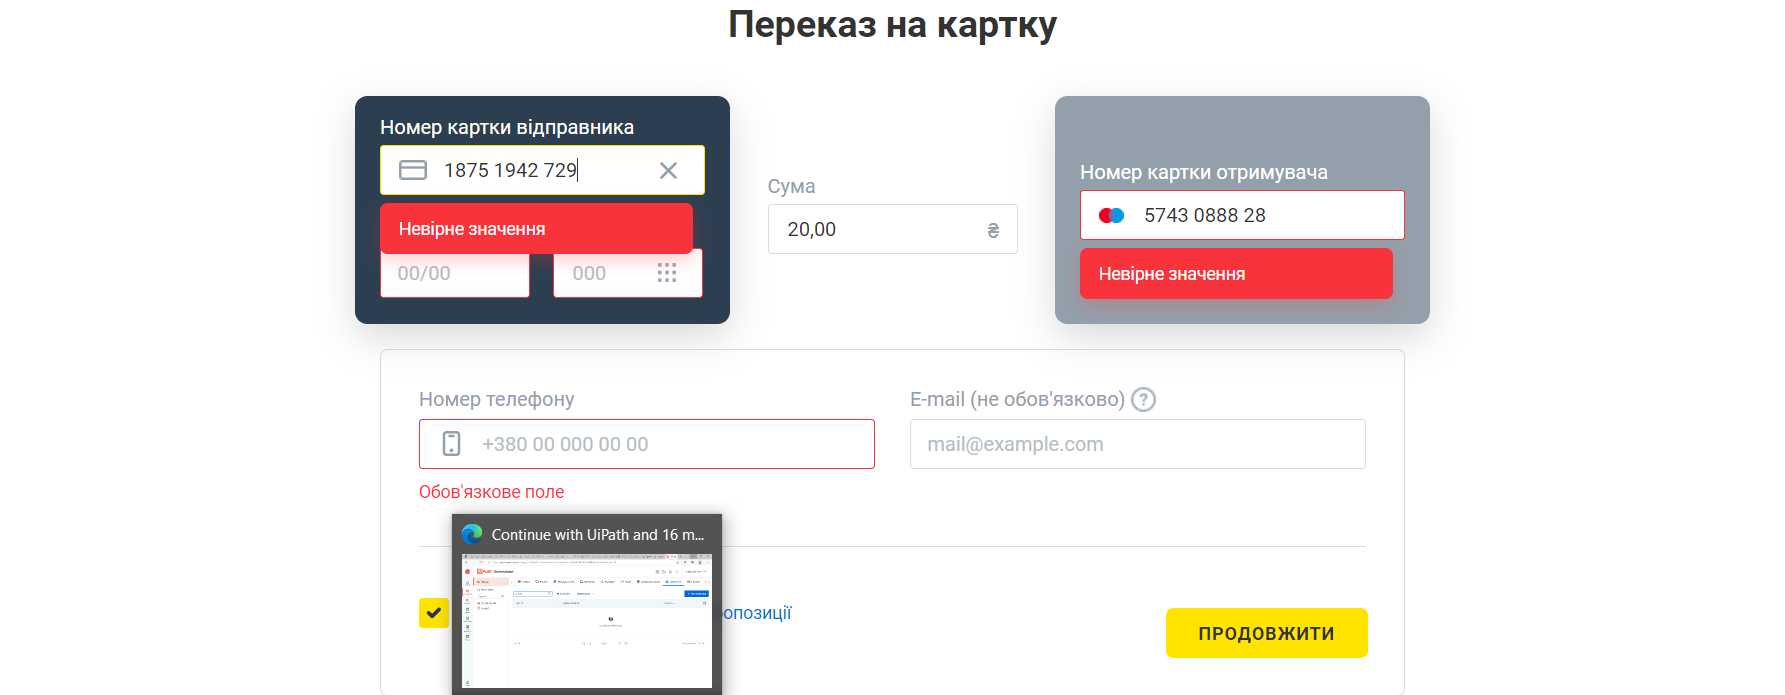 Переказ на картку
Номер картки відправника
1875 1942 729
Невірне значення
00/00
000
Сума
20,00 ₴
Номер картки отримувача
5743 0888 28
Невірне значення
Номер телефону
+380 00 000 00 00
Обов'язкове поле
E-mail (не обов'язково) ?
mail@example.com
Continue with UiPath and 16 m...
опозиції
ПРОДОВЖИТИ